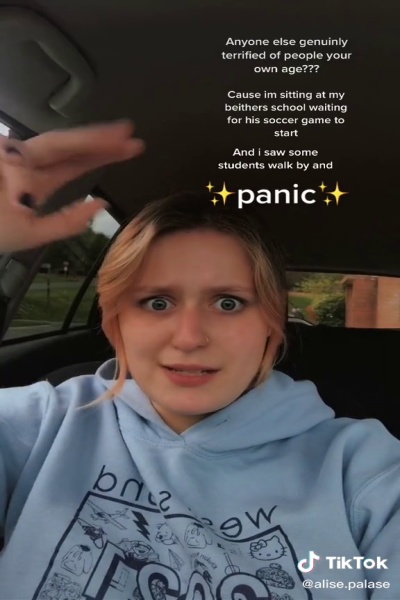 Anyone else genuinely
terrified of people your
own age???
Cause im sitting at my
beithers school waiting
for his soccer game to
start
And i saw some
students walk by and
✨panic✨
TikTok
@alise.palase